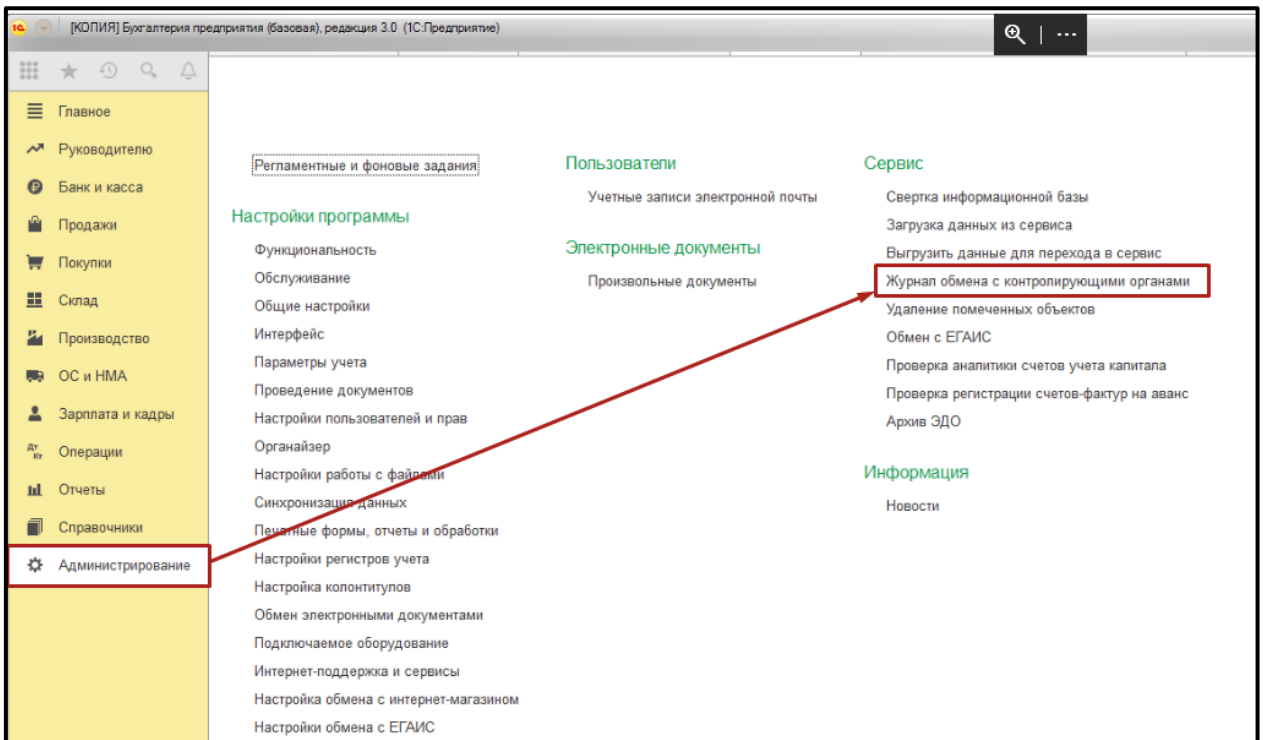 [КОПИЯ] Бухгалтерия предприятия (базовая), редакция 3.0 (1С:Предприятие)
Главное
Руководителю
Банк и касса
Продажи
Покупки
Склад
Производство
ОС и НМА
Зарплата и кадры
Операции
Отчеты
Справочники
Администрирование
Регламентные и фоновые задания
Настройки программы
Функциональность
Обслуживание
Общие настройки
Интерфейс
Параметры учета
Проведение документов
Настройки пользователей и прав
Органайзер
Настройки работы с файлами
Синхронизация данных
Печатные формы, отчеты и обработки
Настройки регистров учета
Настройка колонтитулов
Обмен электронными документами
Подключаемое оборудование
Интернет-поддержка и сервисы
Настройка обмена с интернет-магазином
Настройки обмена с ЕГАИС
Пользователи
Учетные записи электронной почты
Электронные документы
Произвольные документы
Сервис
Свертка информационной базы
Загрузка данных из сервиса
Выгрузить данные для перехода в сервис
Журнал обмена с контролирующими органами
Удаление помеченных объектов
Обмен с ЕГАИС
Проверка аналитики счетов учета капитала
Проверка регистрации счетов-фактур на аванс
Архив ЭДО
Информация
Новости